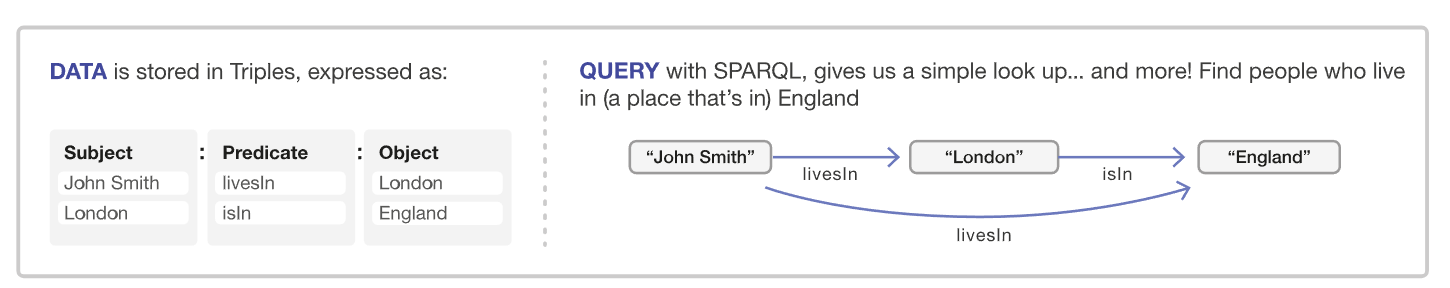 DATA is stored in Triples, expressed as:
Subject : Predicate : Object
John Smith livesIn London
London isIn England
QUERY with SPARQL, gives us a simple look up... and more! Find people who live
in (a place that’s in) England
“John Smith” “London” “England”
livesIn isIn
livesIn